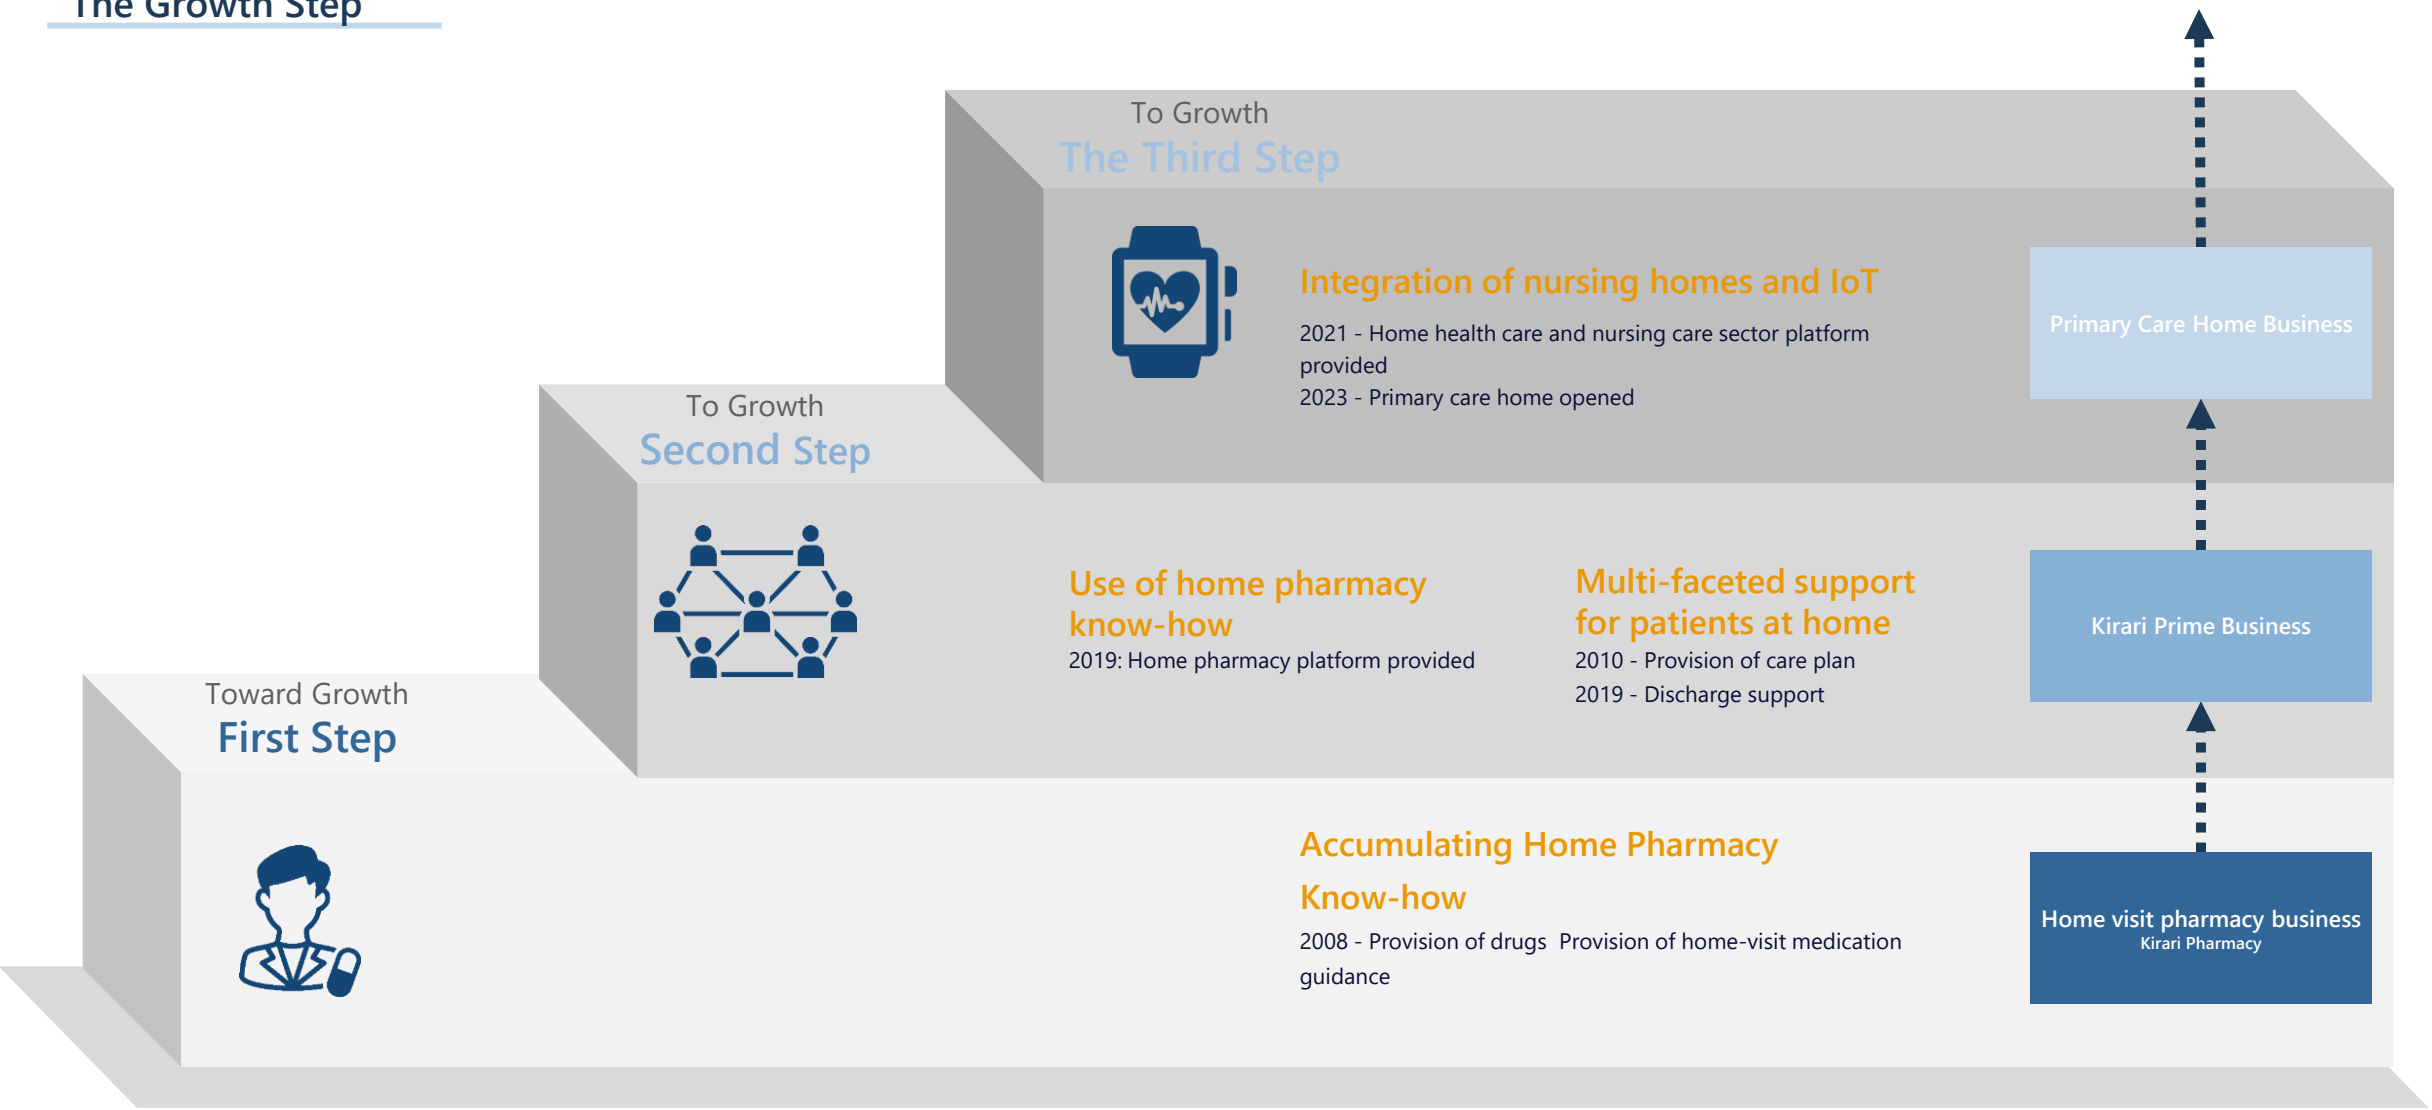 The Growth Step
To Growth
The Third Step
Integration of nursing homes and IoT
2021 - Home health care and nursing care sector platform
provided
2023 - Primary care home opened
Primary Care Home Business
To Growth
Second Step
Use of home pharmacy
know-how
2019: Home pharmacy platform provided
Multi-faceted support
for patients at home
2010 - Provision of care plan
2019 - Discharge support
Kirari Prime Business
Toward Growth
First Step
Accumulating Home Pharmacy
Know-how
2008 - Provision of drugs  Provision of home-visit medication
guidance
Home visit pharmacy business
Kirari Pharmacy